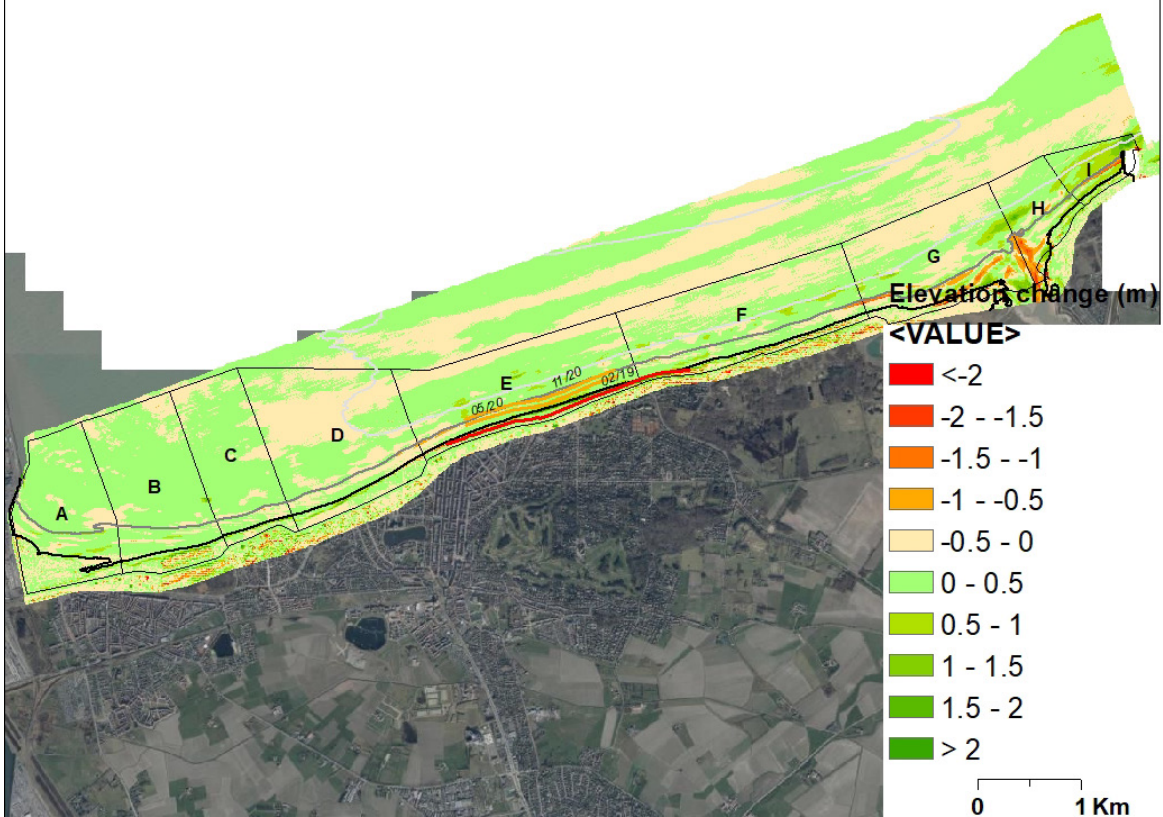 I
H
G
F
E
D
C
B
A
11/20
02/19
05/20
Elevation change (m)
<VALUE>
<-2
-2 - -1.5
-1.5 - -1
-1 - -0.5
-0.5 - 0
0 - 0.5
0.5 - 1
1 - 1.5
1.5 - 2
> 2
0 1 Km